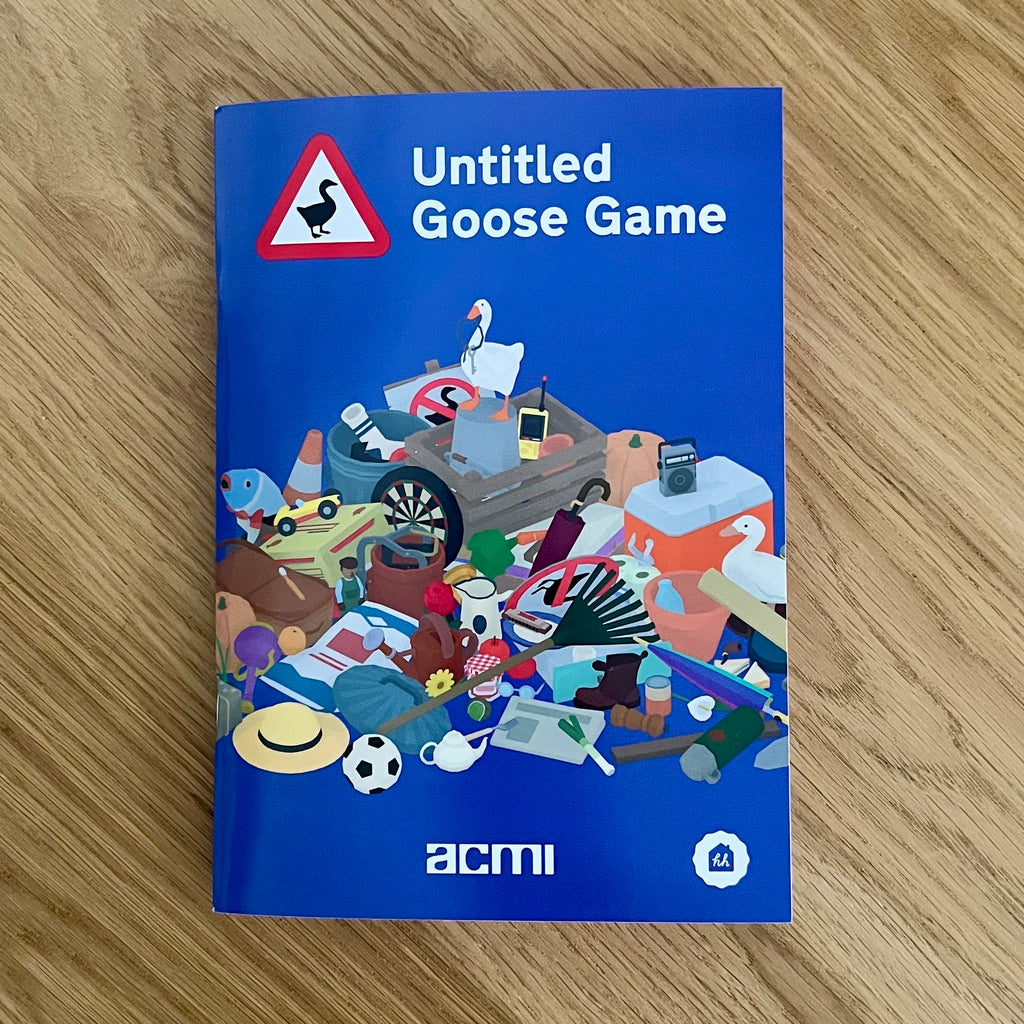 Untitled
Goose Game
acmi
hh